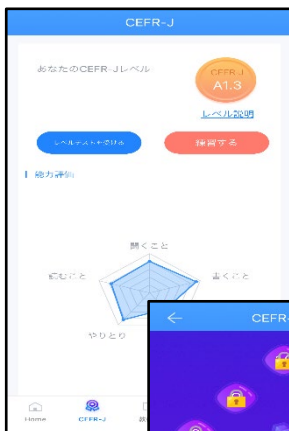 CEFR-J
あなたのCEFR-Jレベル
CEFR-J
A1.3
レベル説明
レベルテストを受ける
練習する
能力評価
聞くこと
読むこと
書くこと
やりとり
CEFR-
Home
CEFR-J